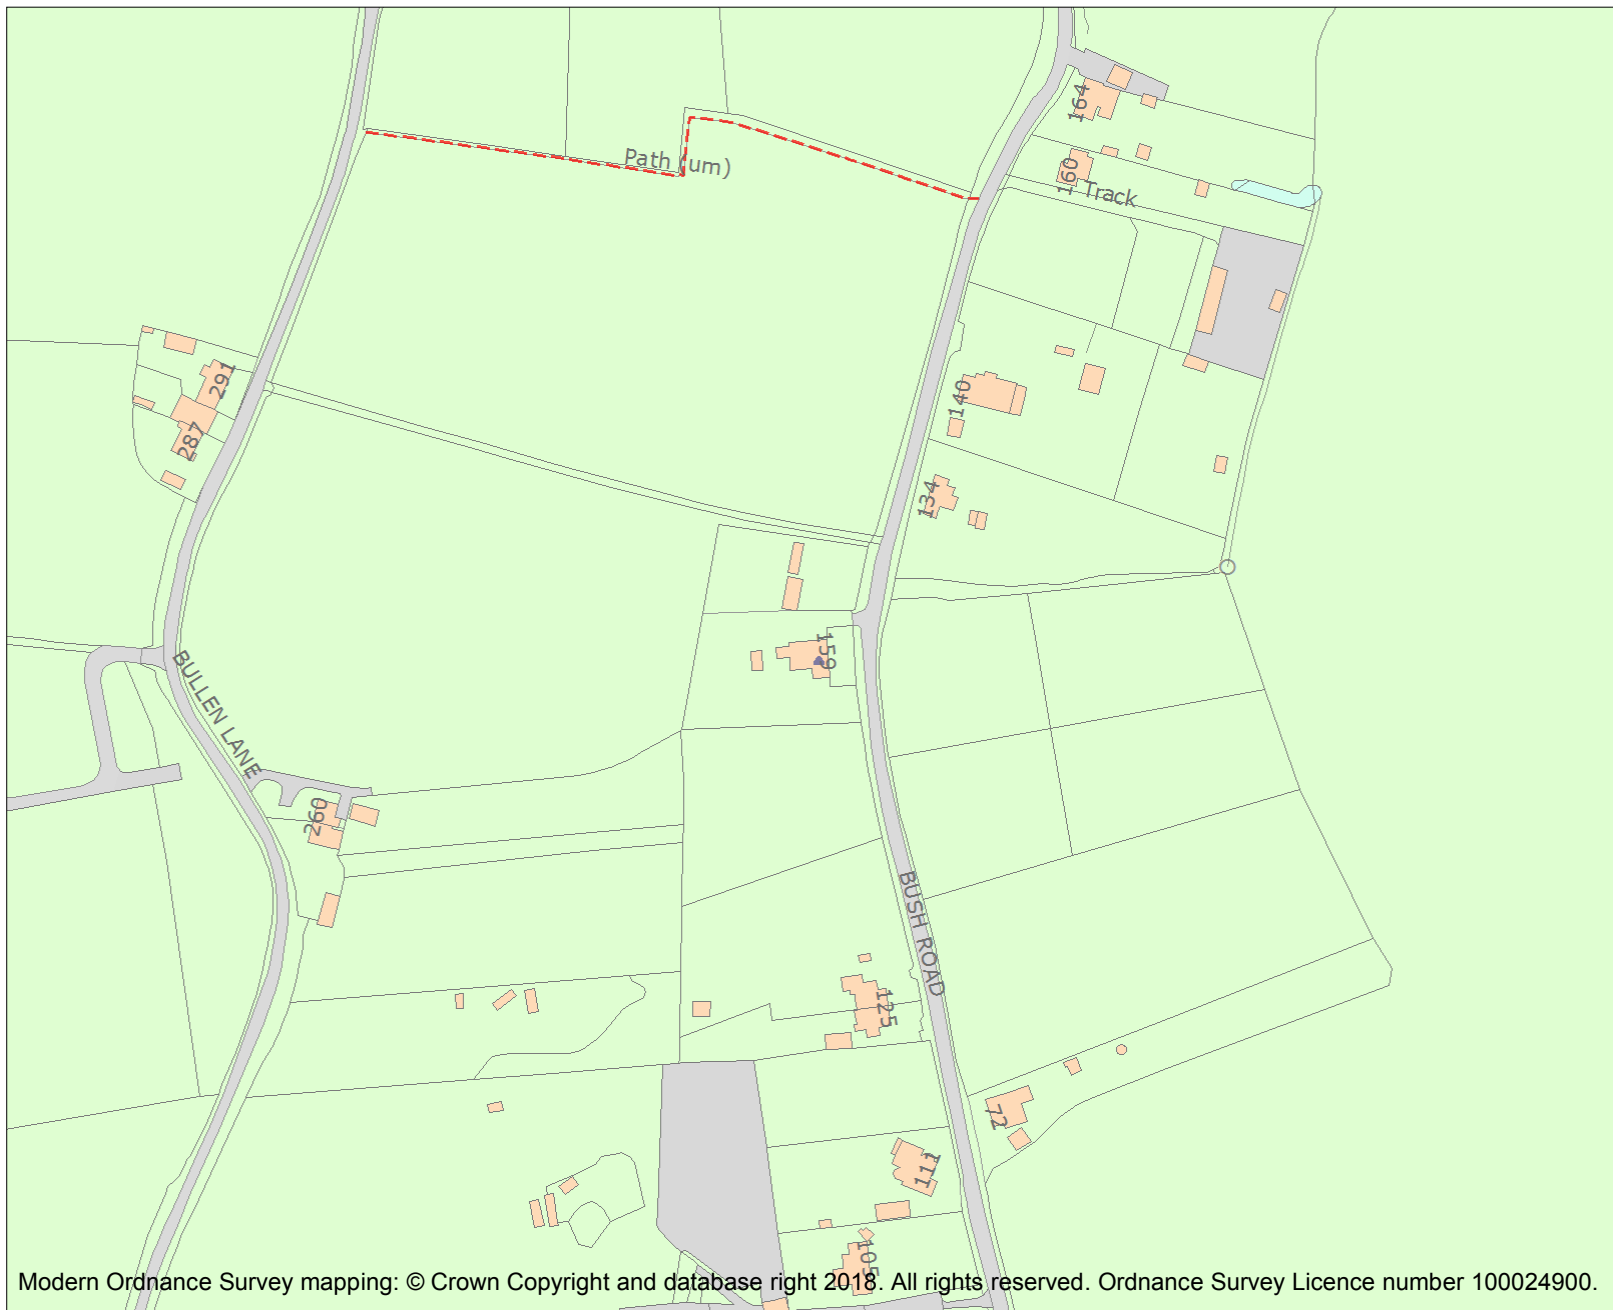 164
Path (um)
160
Track
291
140
287
134
159
BULLEN LANE
260
BUSH ROAD
125
72
111
105
Modern Ordnance Survey mapping: © Crown Copyright and database right 2018. All rights reserved. Ordnance Survey Licence number 100024900.